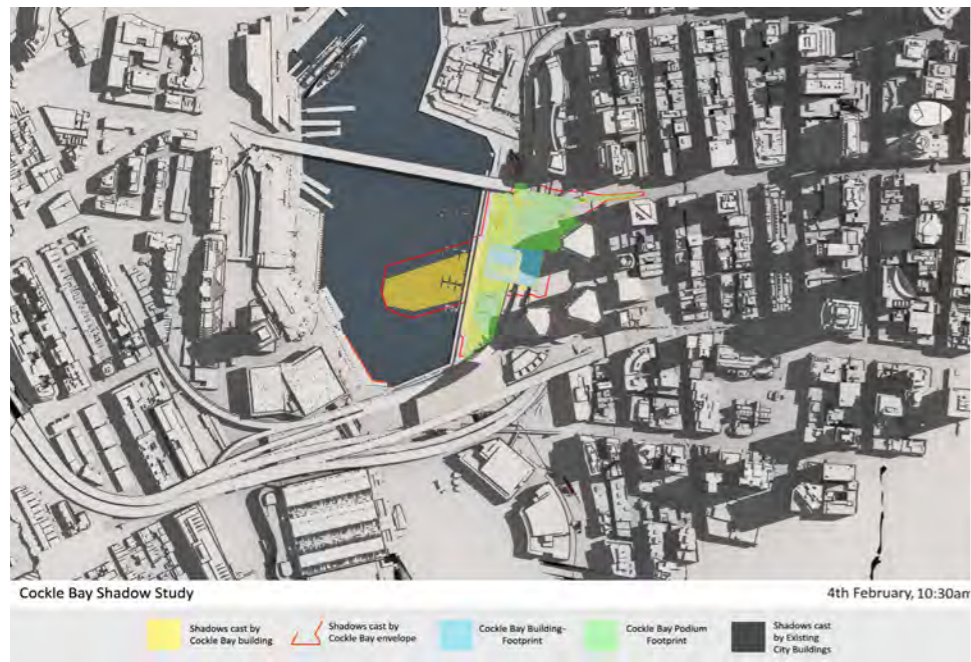 Cockle Bay Shadow Study
4th February, 10:30am
Shadows cast by
Cockle Bay building
Shadows cast by
Cockle Bay envelope
Cockle Bay Building-
Footprint
Cockle Bay Podium
Footprint
Shadows cast
by Existing
City Buildings